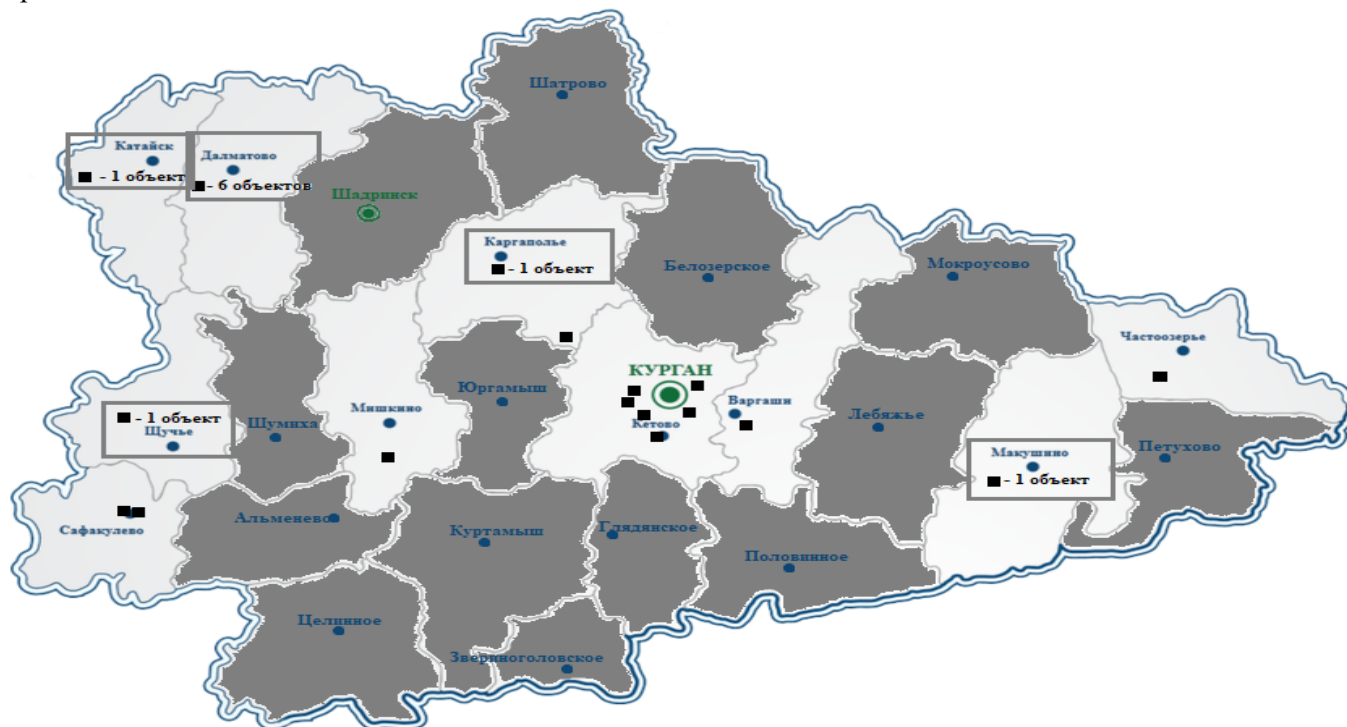 Шатрово
Катайск
- 1 объект
Далматово
- 6 объектов
Шадринск
Каргаполье
- 1 объект
Белозерское
Мокроусово
Частоозерье
КУРГАН
Юргамыш
Мишкино
Варгаши
Лебяжье
- 1 объект
Щучье
Шумиха
Кетово
Макушино
- 1 объект
Петухово
Сафакулево
Альменево
Куртамыш
Глядянское
Половинное
Целинное
Звериноголовское